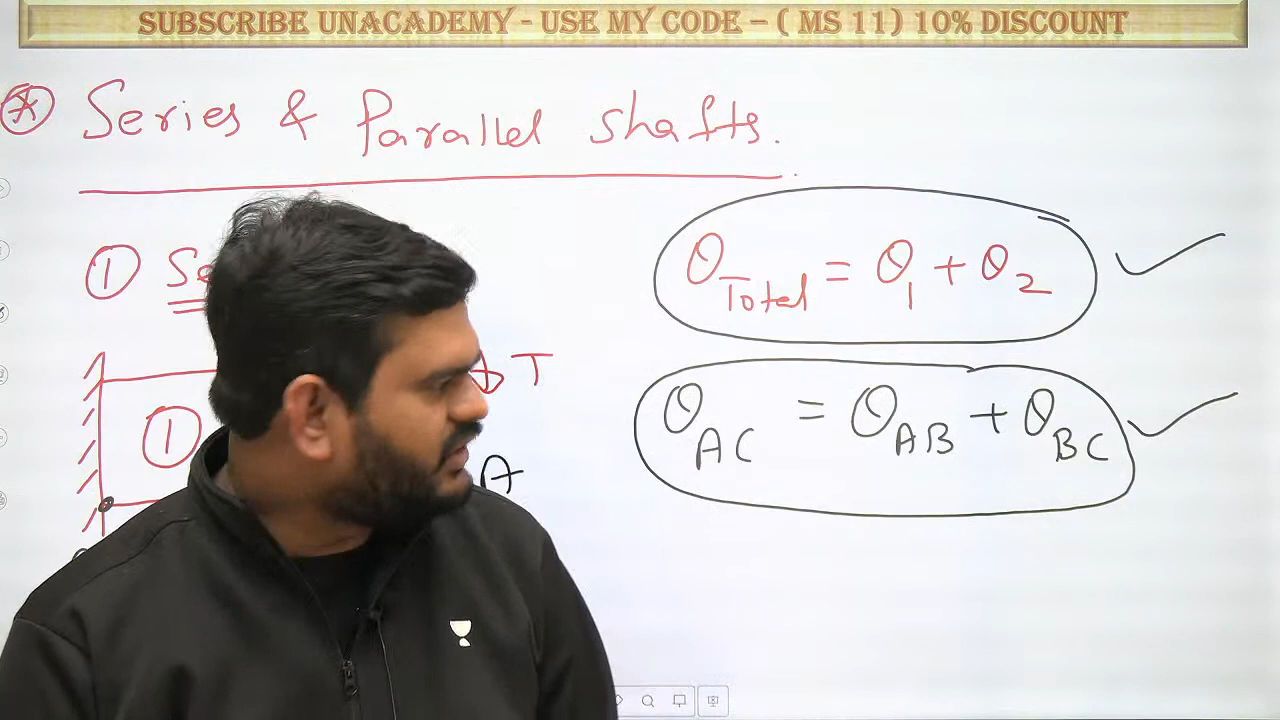 SUBSCRIBE UNACADEMY - USE MY CODE – ( MS 11) 10% DISCOUNT
Series & Parallel shafts.
① Se
θTotal = θ1 + θ2
T
①
θAC = θAB + θBC
A